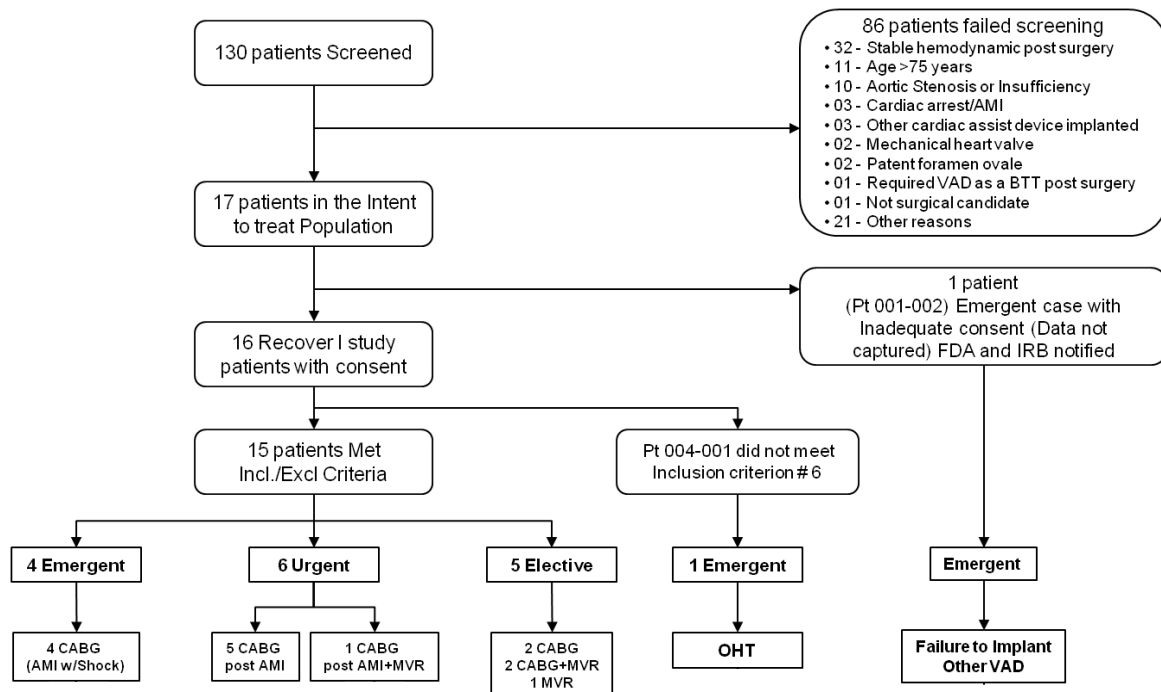 130 patients Screened
86 patients failed screening
• 32 - Stable hemodynamic post surgery
• 11 - Age >75 years
• 10 - Aortic Stenosis or Insufficiency
• 03 - Cardiac arrest/AMI
• 03 - Other cardiac assist device implanted
• 02 - Mechanical heart valve
• 02 - Patent foramen ovale
• 01 - Required VAD as a BTT post surgery
• 01 - Not surgical candidate
• 21 - Other reasons
17 patients in the Intent
to treat Population
1 patient
(Pt 001-002) Emergent case with
Inadequate consent (Data not
captured) FDA and IRB notified
16 Recover I study
patients with consent
15 patients Met
Incl./Excl Criteria
Pt 004-001 did not meet
Inclusion criterion # 6
4 Emergent
6 Urgent
5 Elective
1 Emergent
Emergent
4 CABG
(AMI w/Shock)
5 CABG
post AMI
1 CABG
post AMI+MVR
2 CABG
2 CABG+MVR
1 MVR
OHT
Failure to Implant
Other VAD